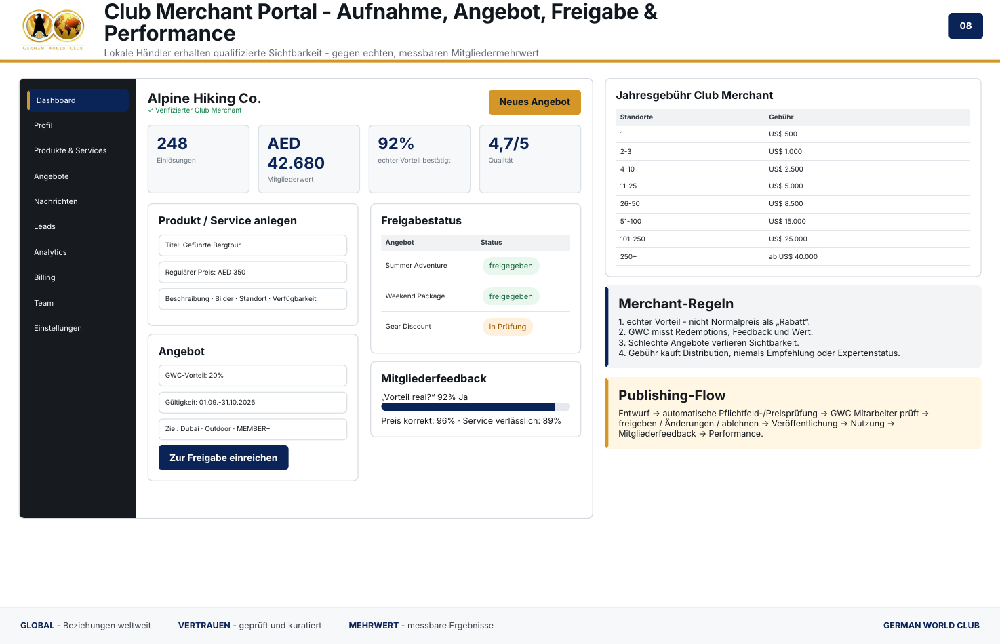 Club Merchant Portal - Aufnahme, Angebot, Freigabe &
Performance
Lokale Händler erhalten qualifizierte Sichtbarkeit - gegen echten, messbaren Mitgliedermehrwert
GERMAN WORLD CLUB
08
Dashboard
Profil
Produkte & Services
Angebote
Nachrichten
Leads
Analytics
Billing
Team
Einstellungen
Alpine Hiking Co.
✓ Verifizierter Club Merchant
Neues Angebot
248
Einlösungen
AED
42.680
Mitgliederwert
92%
echter Vorteil bestätigt
4,7/5
Qualität
Produkt / Service anlegen
Titel: Geführte Bergtour
Regulärer Preis: AED 350
Beschreibung · Bilder · Standort · Verfügbarkeit
Angebot
GWC-Vorteil: 20%
Gültigkeit: 01.09.-31.10.2026
Ziel: Dubai · Outdoor · MEMBER+
Zur Freigabe einreichen
Freigabestatus
Angebot Status
Summer Adventure freigegeben
Weekend Package freigegeben
Gear Discount in Prüfung
Mitgliederfeedback
„Vorteil real?“ 92% Ja
Preis korrekt: 96% · Service verlässlich: 89%
Jahresgebühr Club Merchant
Standorte Gebühr
1 US$ 500
2-3 US$ 1.000
4-10 US$ 2.500
11-25 US$ 5.000
26-50 US$ 8.500
51-100 US$ 15.000
101-250 US$ 25.000
250+ ab US$ 40.000
Merchant-Regeln
1. echter Vorteil - nicht Normalpreis als „Rabatt“.
2. GWC misst Redemptions, Feedback und Wert.
3. Schlechte Angebote verlieren Sichtbarkeit.
4. Gebühr kauft Distribution, niemals Empfehlung oder Expertenstatus.
Publishing-Flow
Entwurf → automatische Pflichtfeld-/Preisprüfung → GWC Mitarbeiter prüft →
freigeben / Änderungen / ablehnen → Veröffentlichung → Nutzung →
Mitgliederfeedback → Performance.
GLOBAL - Beziehungen weltweit
VERTRAUEN - geprüft und kuratiert
MEHRWERT - messbare Ergebnisse
GERMAN WORLD CLUB